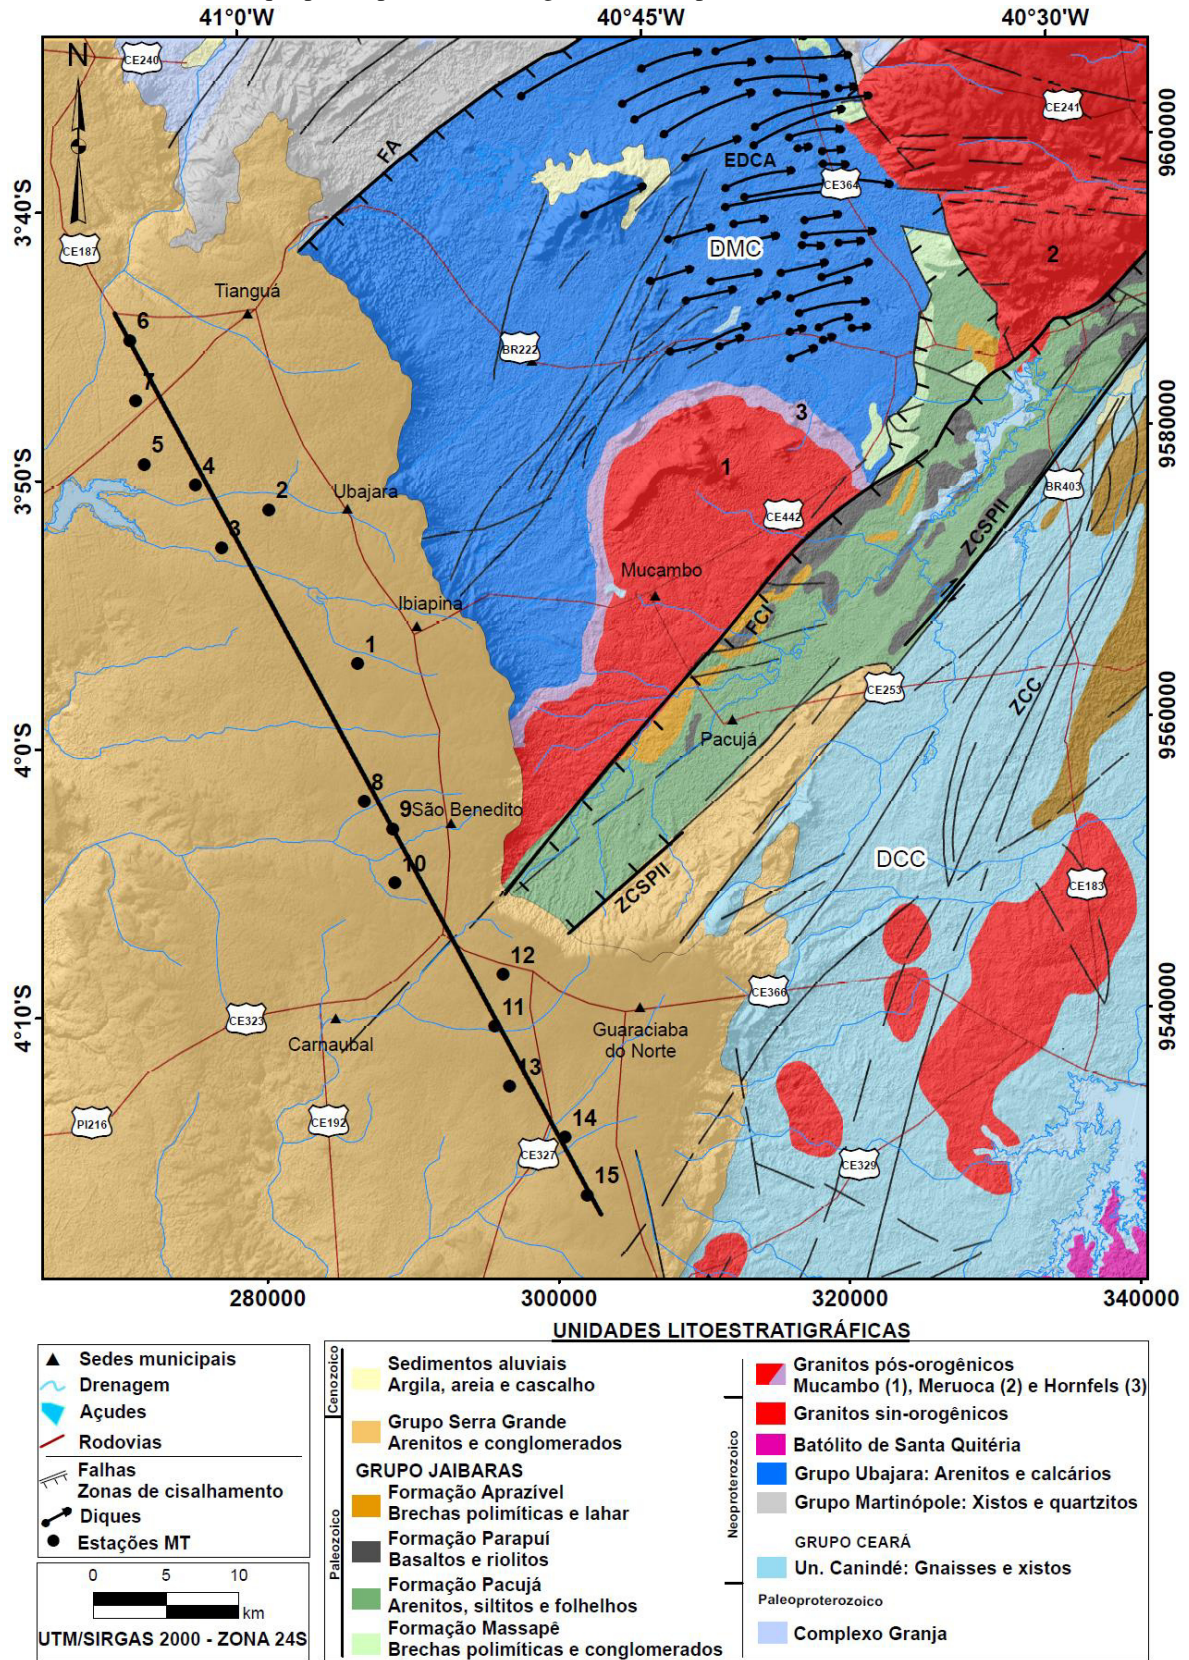 41°0'W
40°45'W
40°30'W
N
CE240
CE241
9600000
FA
EDCA
CE364
3°40'S
CE187
DMC
2
Tianguá
6
BR222
7
3
9580000
5
1
3°50'S
4
2
Ubajara
BR403
CE442
3
ZCSPII
Mucambo
Ibiapina
FCI
1
CE253
ZCC
9560000
Pacujá
4°0'S
8
9
São Benedito
DCC
10
CE183
ZCSPII
12
CE366
4°10'S
CE323
11
9540000
Carnaubal
Guaraciaba
do Norte
13
PI216
CE192
14
CE327
CE329
15
280000
300000
320000
340000
UNIDADES LITOESTRATIGRÁFICAS
Sedes municipais
Drenagem
Açudes
Rodovias
Falhas
Zonas de cisalhamento
Diques
Estações MT
0 5 10
km
UTM/SIRGAS 2000 - ZONA 24S
Cenozoico
Sedimentos aluviais
Argila, areia e cascalho
Paleozoico
Grupo Serra Grande
Arenitos e conglomerados
GRUPO JAIBARAS
Formação Aprazível
Brechas polimíticas e lahar
Formação Parapuí
Basaltos e riolitos
Formação Pacujá
Arenitos, siltitos e folhelhos
Formação Massapê
Brechas polimíticas e conglomerados
Granitos pós-orogênicos
Mucambo (1), Meruoca (2) e Hornfels (3)
Neoproterozoico
Granitos sin-orogênicos
Batólito de Santa Quitéria
Grupo Ubajara: Arenitos e calcários
Grupo Martinópole: Xistos e quartzitos
GRUPO CEARÁ
Un. Canindé: Gnaisses e xistos
Paleoproterozoico
Complexo Granja